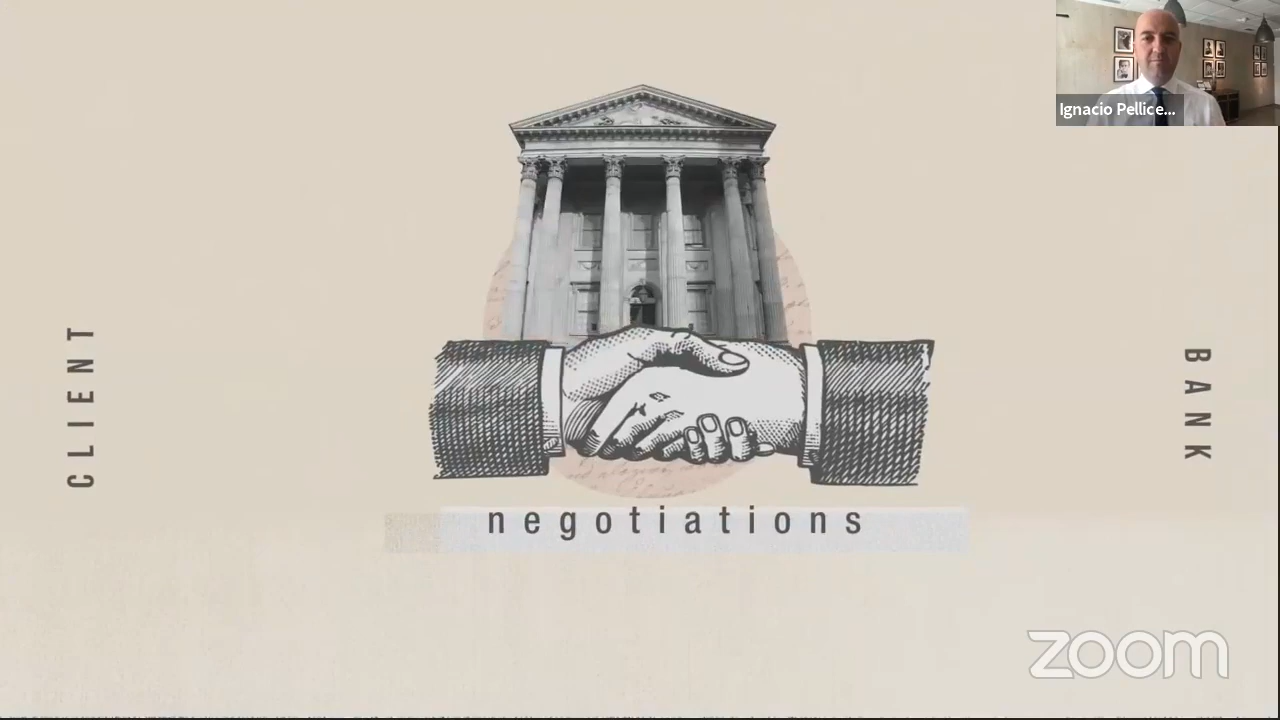 Ignacio Pellice...
CLIENT
BANK
negotiations
zoom